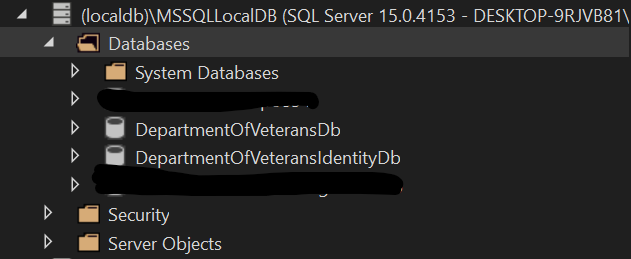 (localdb)\MSSQLLocalDB (SQL Server 15.0.4153 - DESKTOP-9RJVB81\
Databases
System Databases
DepartmentOfVeteransDb
DepartmentOfVeteransIdentityDb
Security
Server Objects